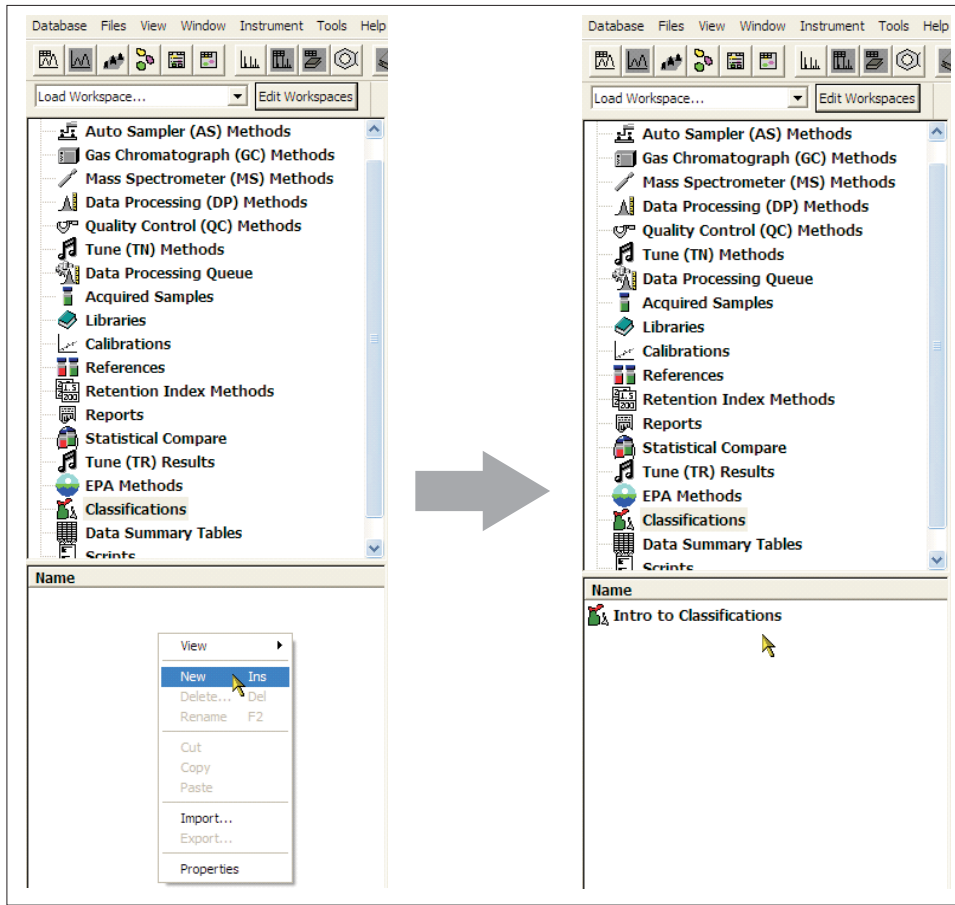 Database Files View Window Instrument Tools Help
Load Workspace... Edit Workspaces
Auto Sampler (AS) Methods
Gas Chromatograph (GC) Methods
Mass Spectrometer (MS) Methods
Data Processing (DP) Methods
Quality Control (QC) Methods
Tune (TN) Methods
Data Processing Queue
Acquired Samples
Libraries
Calibrations
References
Retention Index Methods
Reports
Statistical Compare
Tune (TR) Results
EPA Methods
Classifications
Data Summary Tables
Scripts
Name
View
New Ins
Delete... Del
Rename F2
Cut
Copy
Paste
Import...
Export...
Properties
Database Files View Window Instrument Tools Help
Load Workspace... Edit Workspaces
Auto Sampler (AS) Methods
Gas Chromatograph (GC) Methods
Mass Spectrometer (MS) Methods
Data Processing (DP) Methods
Quality Control (QC) Methods
Tune (TN) Methods
Data Processing Queue
Acquired Samples
Libraries
Calibrations
References
Retention Index Methods
Reports
Statistical Compare
Tune (TR) Results
EPA Methods
Classifications
Data Summary Tables
Scripts
Name
Intro to Classifications